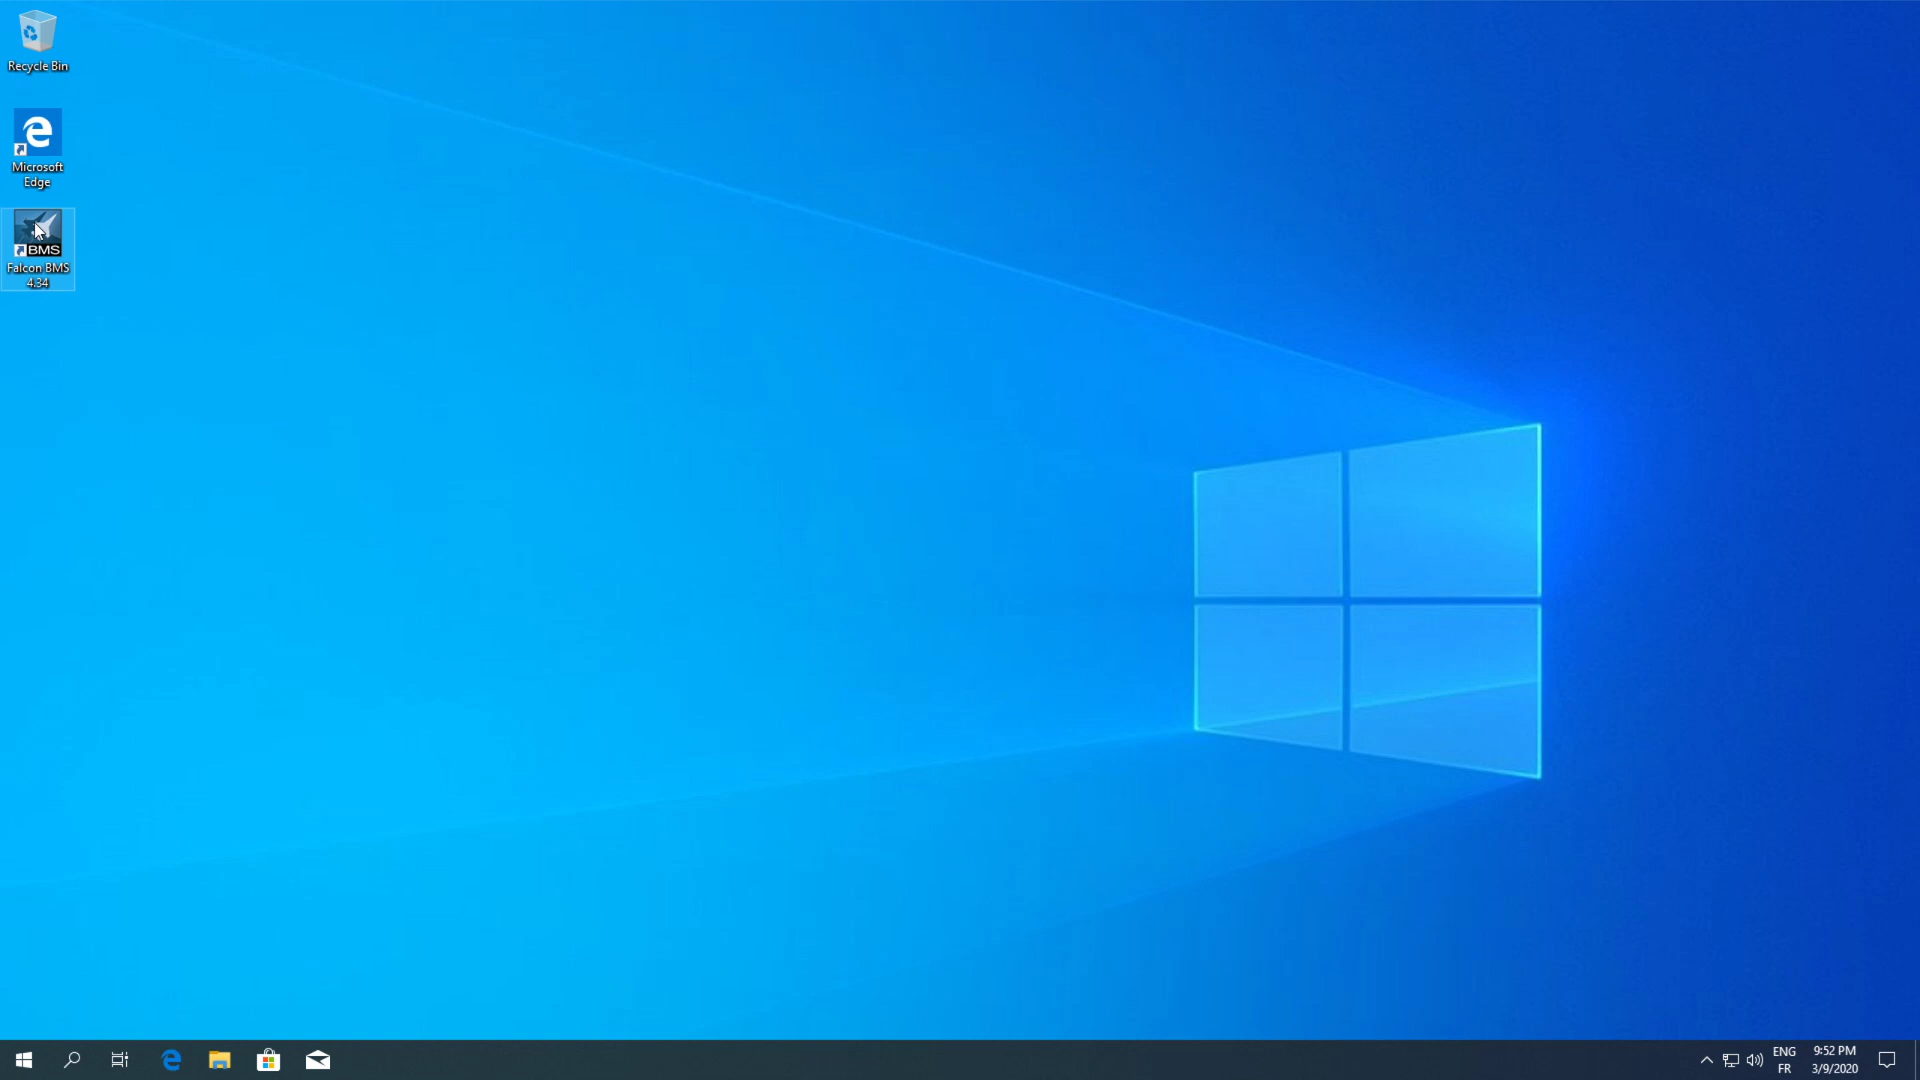 Recycle Bin
Microsoft
Edge
BMS
Falcon BMS
4.34
ENG
FR
9:52 PM
3/9/2020